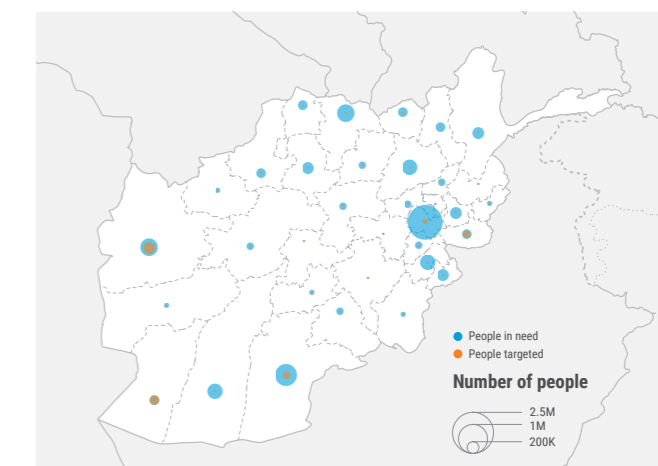 People in need
People targeted
Number of people
2.5M
1M
200K